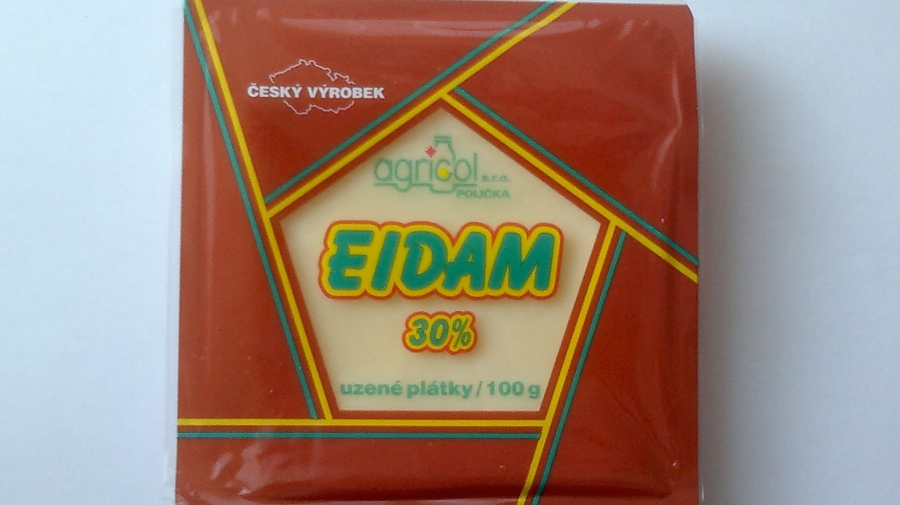 ČESKÝ VÝROBEK
agricol s.r.o.
POLIČKA
EIDAM
30%
uzené plátky / 100 g